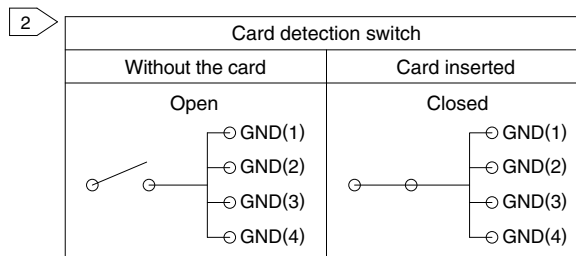 2
Card detection switch
Without the card Card inserted
Open Closed
GND(1) GND(1)
GND(2) GND(2)
GND(3) GND(3)
GND(4) GND(4)